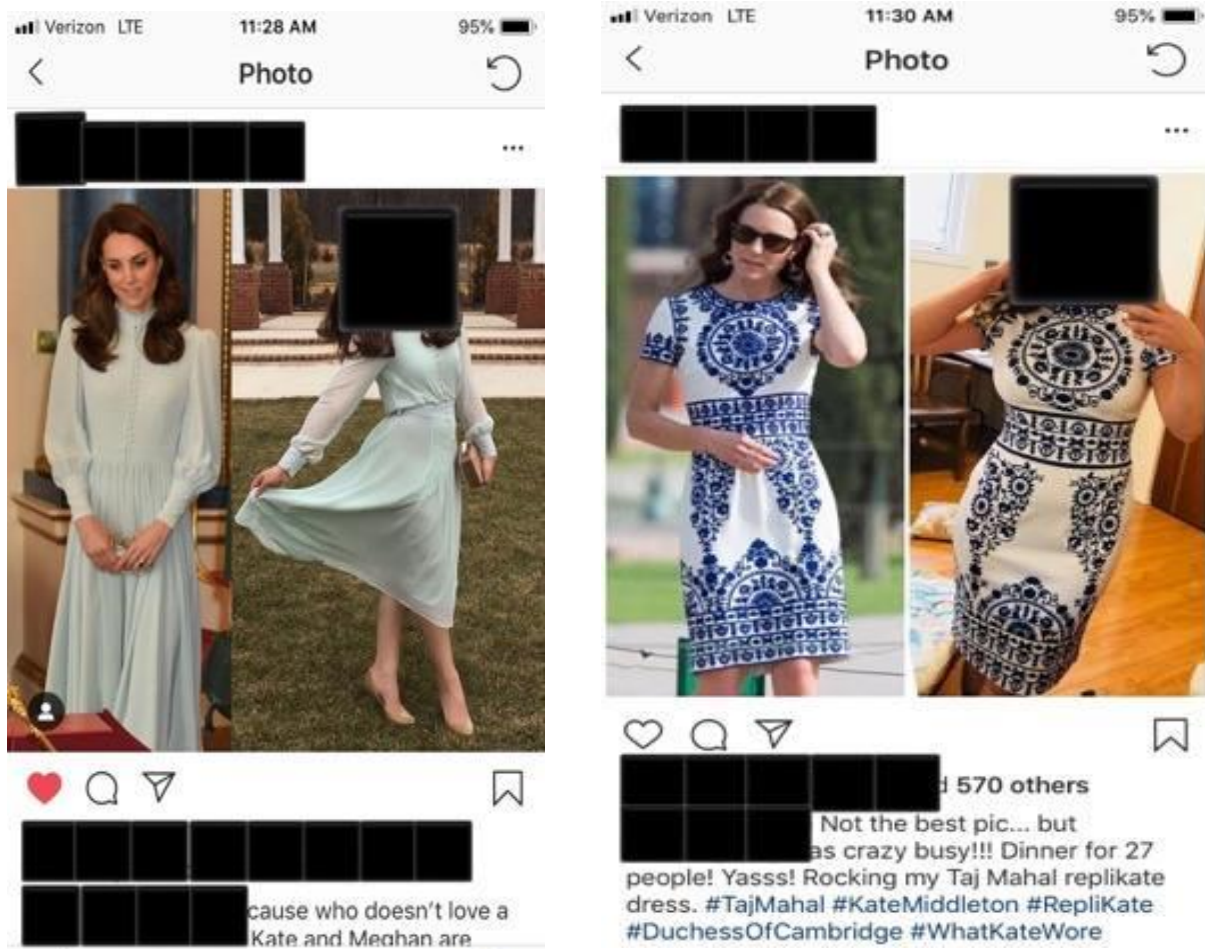 Verizon LTE 11:28 AM 95%
Photo
cause who doesn't love a
Kate and Meghan are
Verizon LTE 11:30 AM 95%
Photo
d 570 others
Not the best pic... but
as crazy busy!!! Dinner for 27
people! Yasss! Rocking my Taj Mahal replikate
dress. #TajMahal #KateMiddleton #RepliKate
#DuchessOfCambridge #WhatKateWore